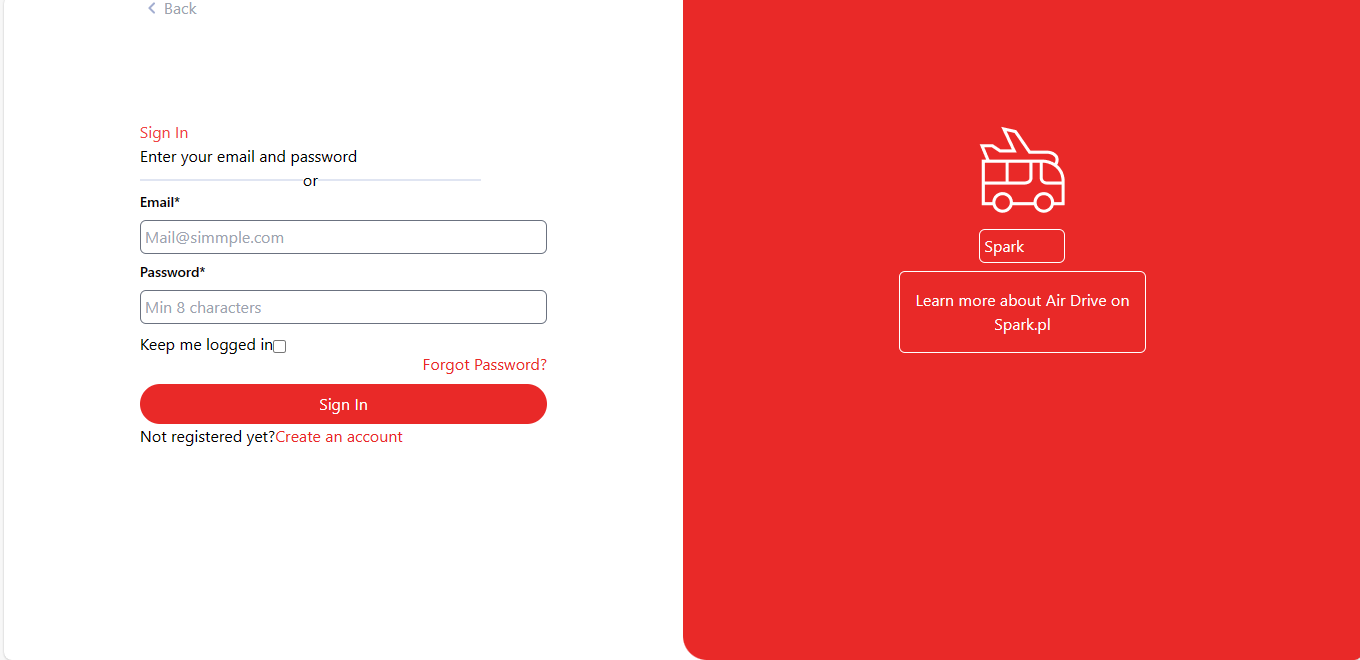 Back
Sign In
Enter your email and password
or
Email*
Mail@simmple.com
Password*
Min 8 characters
Keep me logged in
Forgot Password?
Sign In
Not registered yet?Create an account
Spark
Learn more about Air Drive on
Spark.pl